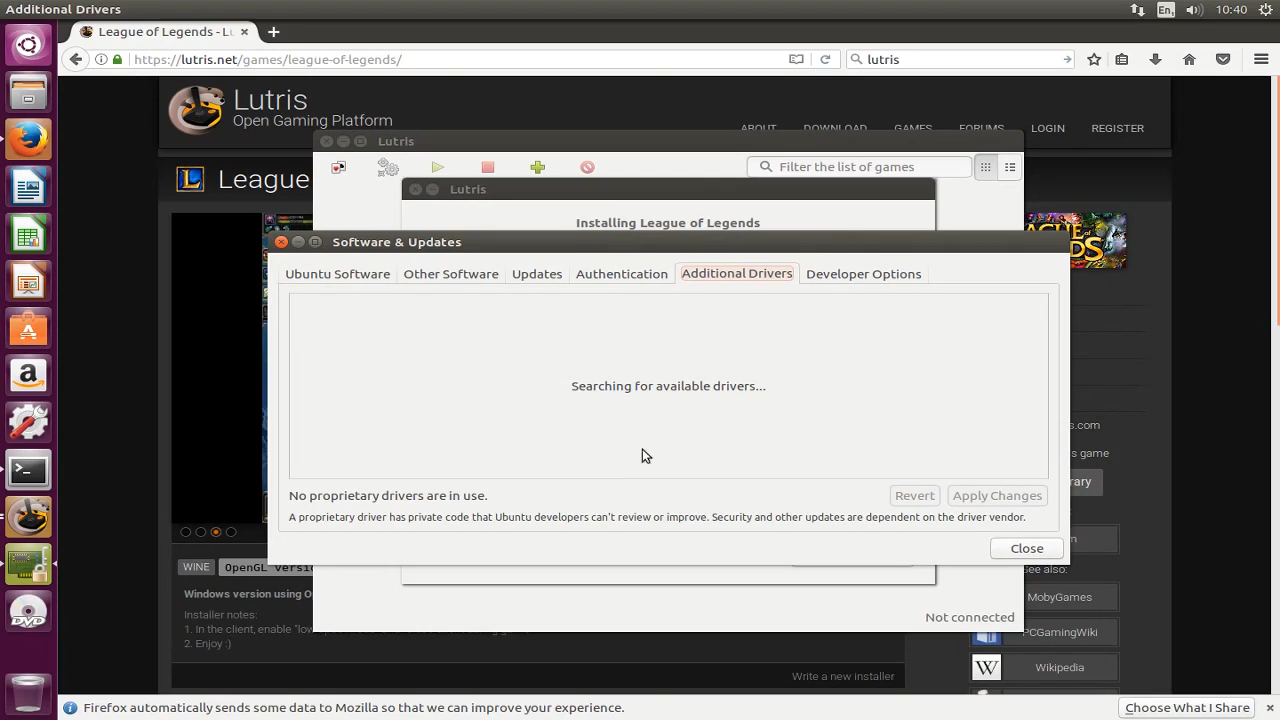 Additional Drivers
En
10:40
League of Legends - L
https://lutris.net/games/league-of-legends/
lutris
Lutris
Open Gaming Platform
ABOUT
DOWNLOAD
GAMES
FORUMS
LOGIN
REGISTER
Lutris
Filter the list of games
League
Lutris
Installing League of Legends
Software & Updates
Ubuntu Software
Other Software
Updates
Authentication
Additional Drivers
Developer Options
Searching for available drivers...
s.com
s game
rary
No proprietary drivers are in use.
Revert
Apply Changes
A proprietary driver has private code that Ubuntu developers can't review or improve. Security and other updates are dependent on the driver vendor.
Close
WINE
OpenGL versio
Windows version using O
Installer notes:
1. In the client, enable "low
2. Enjoy :)
See also:
MobyGames
Not connected
PCGamingWiki
Wikipedia
Write a new installer
DVD
Firefox automatically sends some data to Mozilla so that we can improve your experience.
Choose What I Share